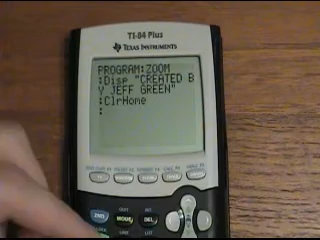 TI-84 Plus
TEXAS INSTRUMENTS
PROGRAM:ZOOM
:Disp "CREATED B
Y JEFF GREEN"
:ClrHome
:
2ND
MODE
DEL